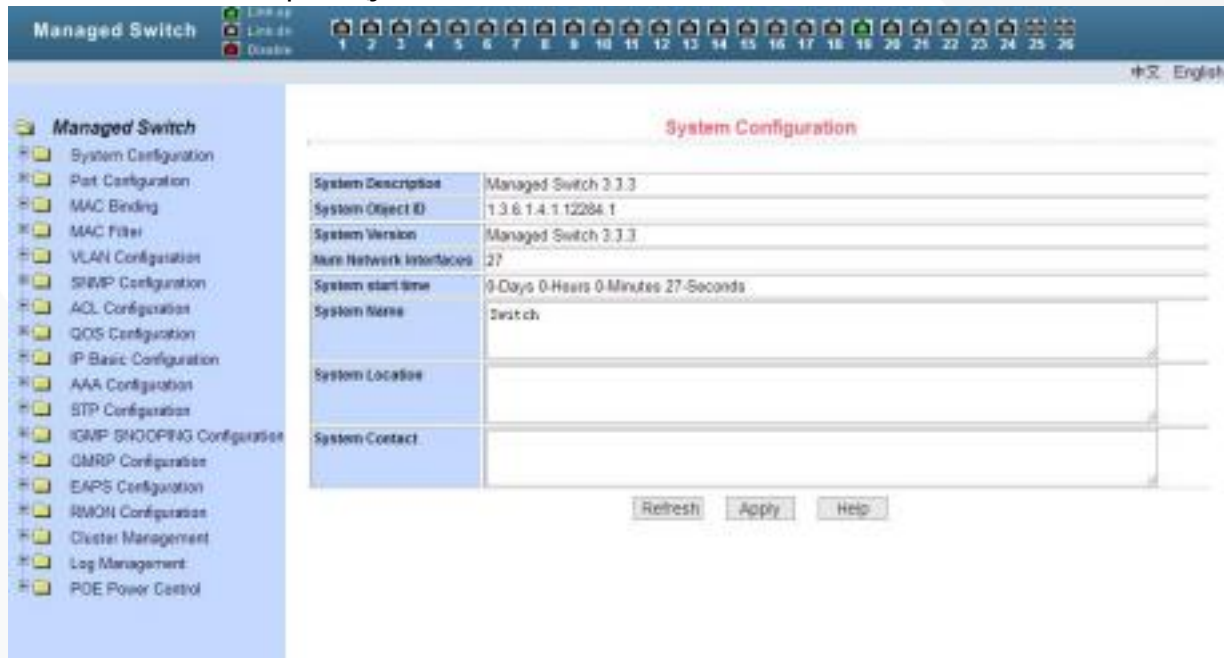 Managed Switch
Link up
Link dn
Disable
1 2 3 4 5 6 7 8 9 10 11 12 13 14 15 16 17 18 19 20 21 22 23 24 25 26
中文 English
Managed Switch
System Configuration
Port Configuration
MAC Binding
MAC Filter
VLAN Configuration
SNMP Configuration
ACL Configuration
QOS Configuration
IP Basic Configuration
AAA Configuration
STP Configuration
IGMP SNOOPING Configuration
GMRP Configuration
EAPS Configuration
RMON Configuration
Cluster Management
Log Management
POE Power Control
System Configuration
System Description Managed Switch 3.3.3
System Object ID 1.3.6.1.4.1.12284.1
System Version Managed Switch 3.3.3
Num Network Interfaces 27
System start time 0-Days 0-Hours 0-Minutes 27-Seconds
System Name Switch
System Location
System Contact
Refresh Apply Help